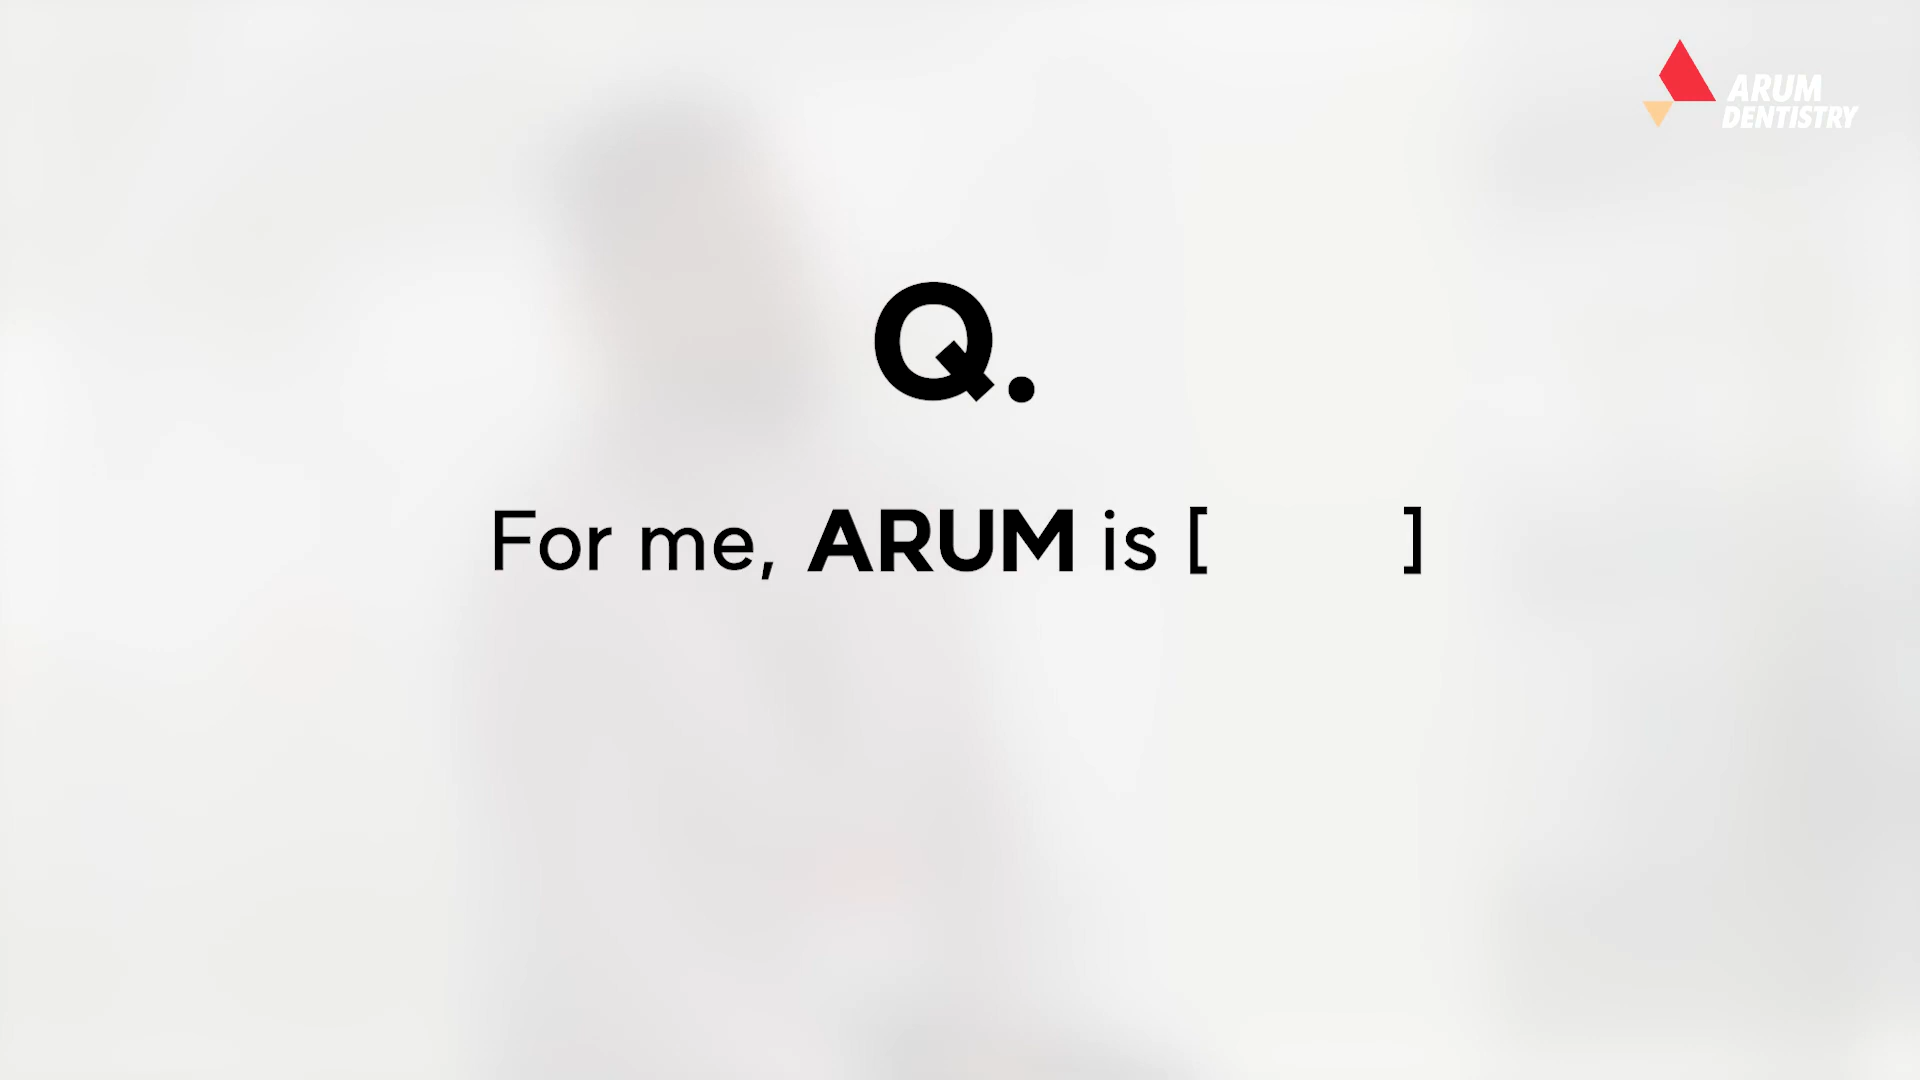 ARUM
DENTISTRY
Q.
For me, ARUM is [ ]